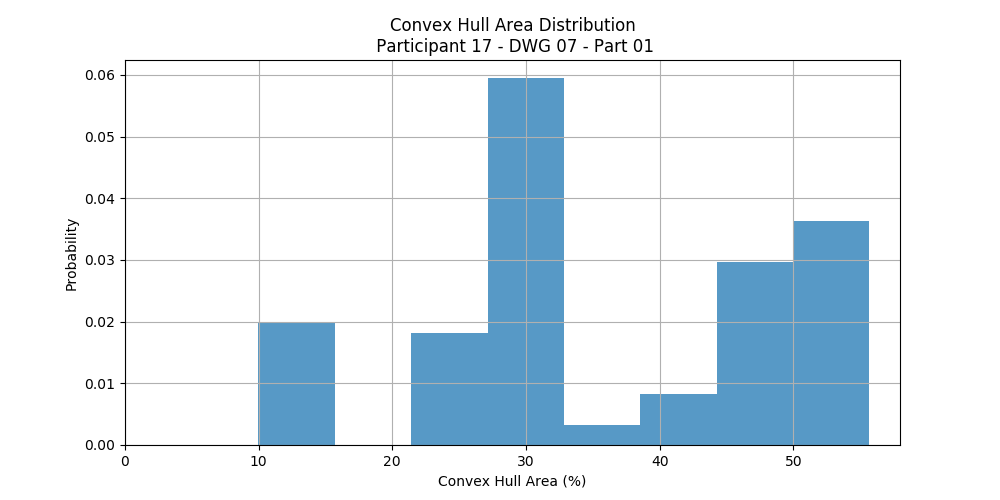 Convex Hull Area Distribution
Participant 17 - DWG 07 - Part 01
0.06
0.05
0.04
0.03
0.02
0.01
0.00
Probability
0 10 20 30 40 50
Convex Hull Area (%)